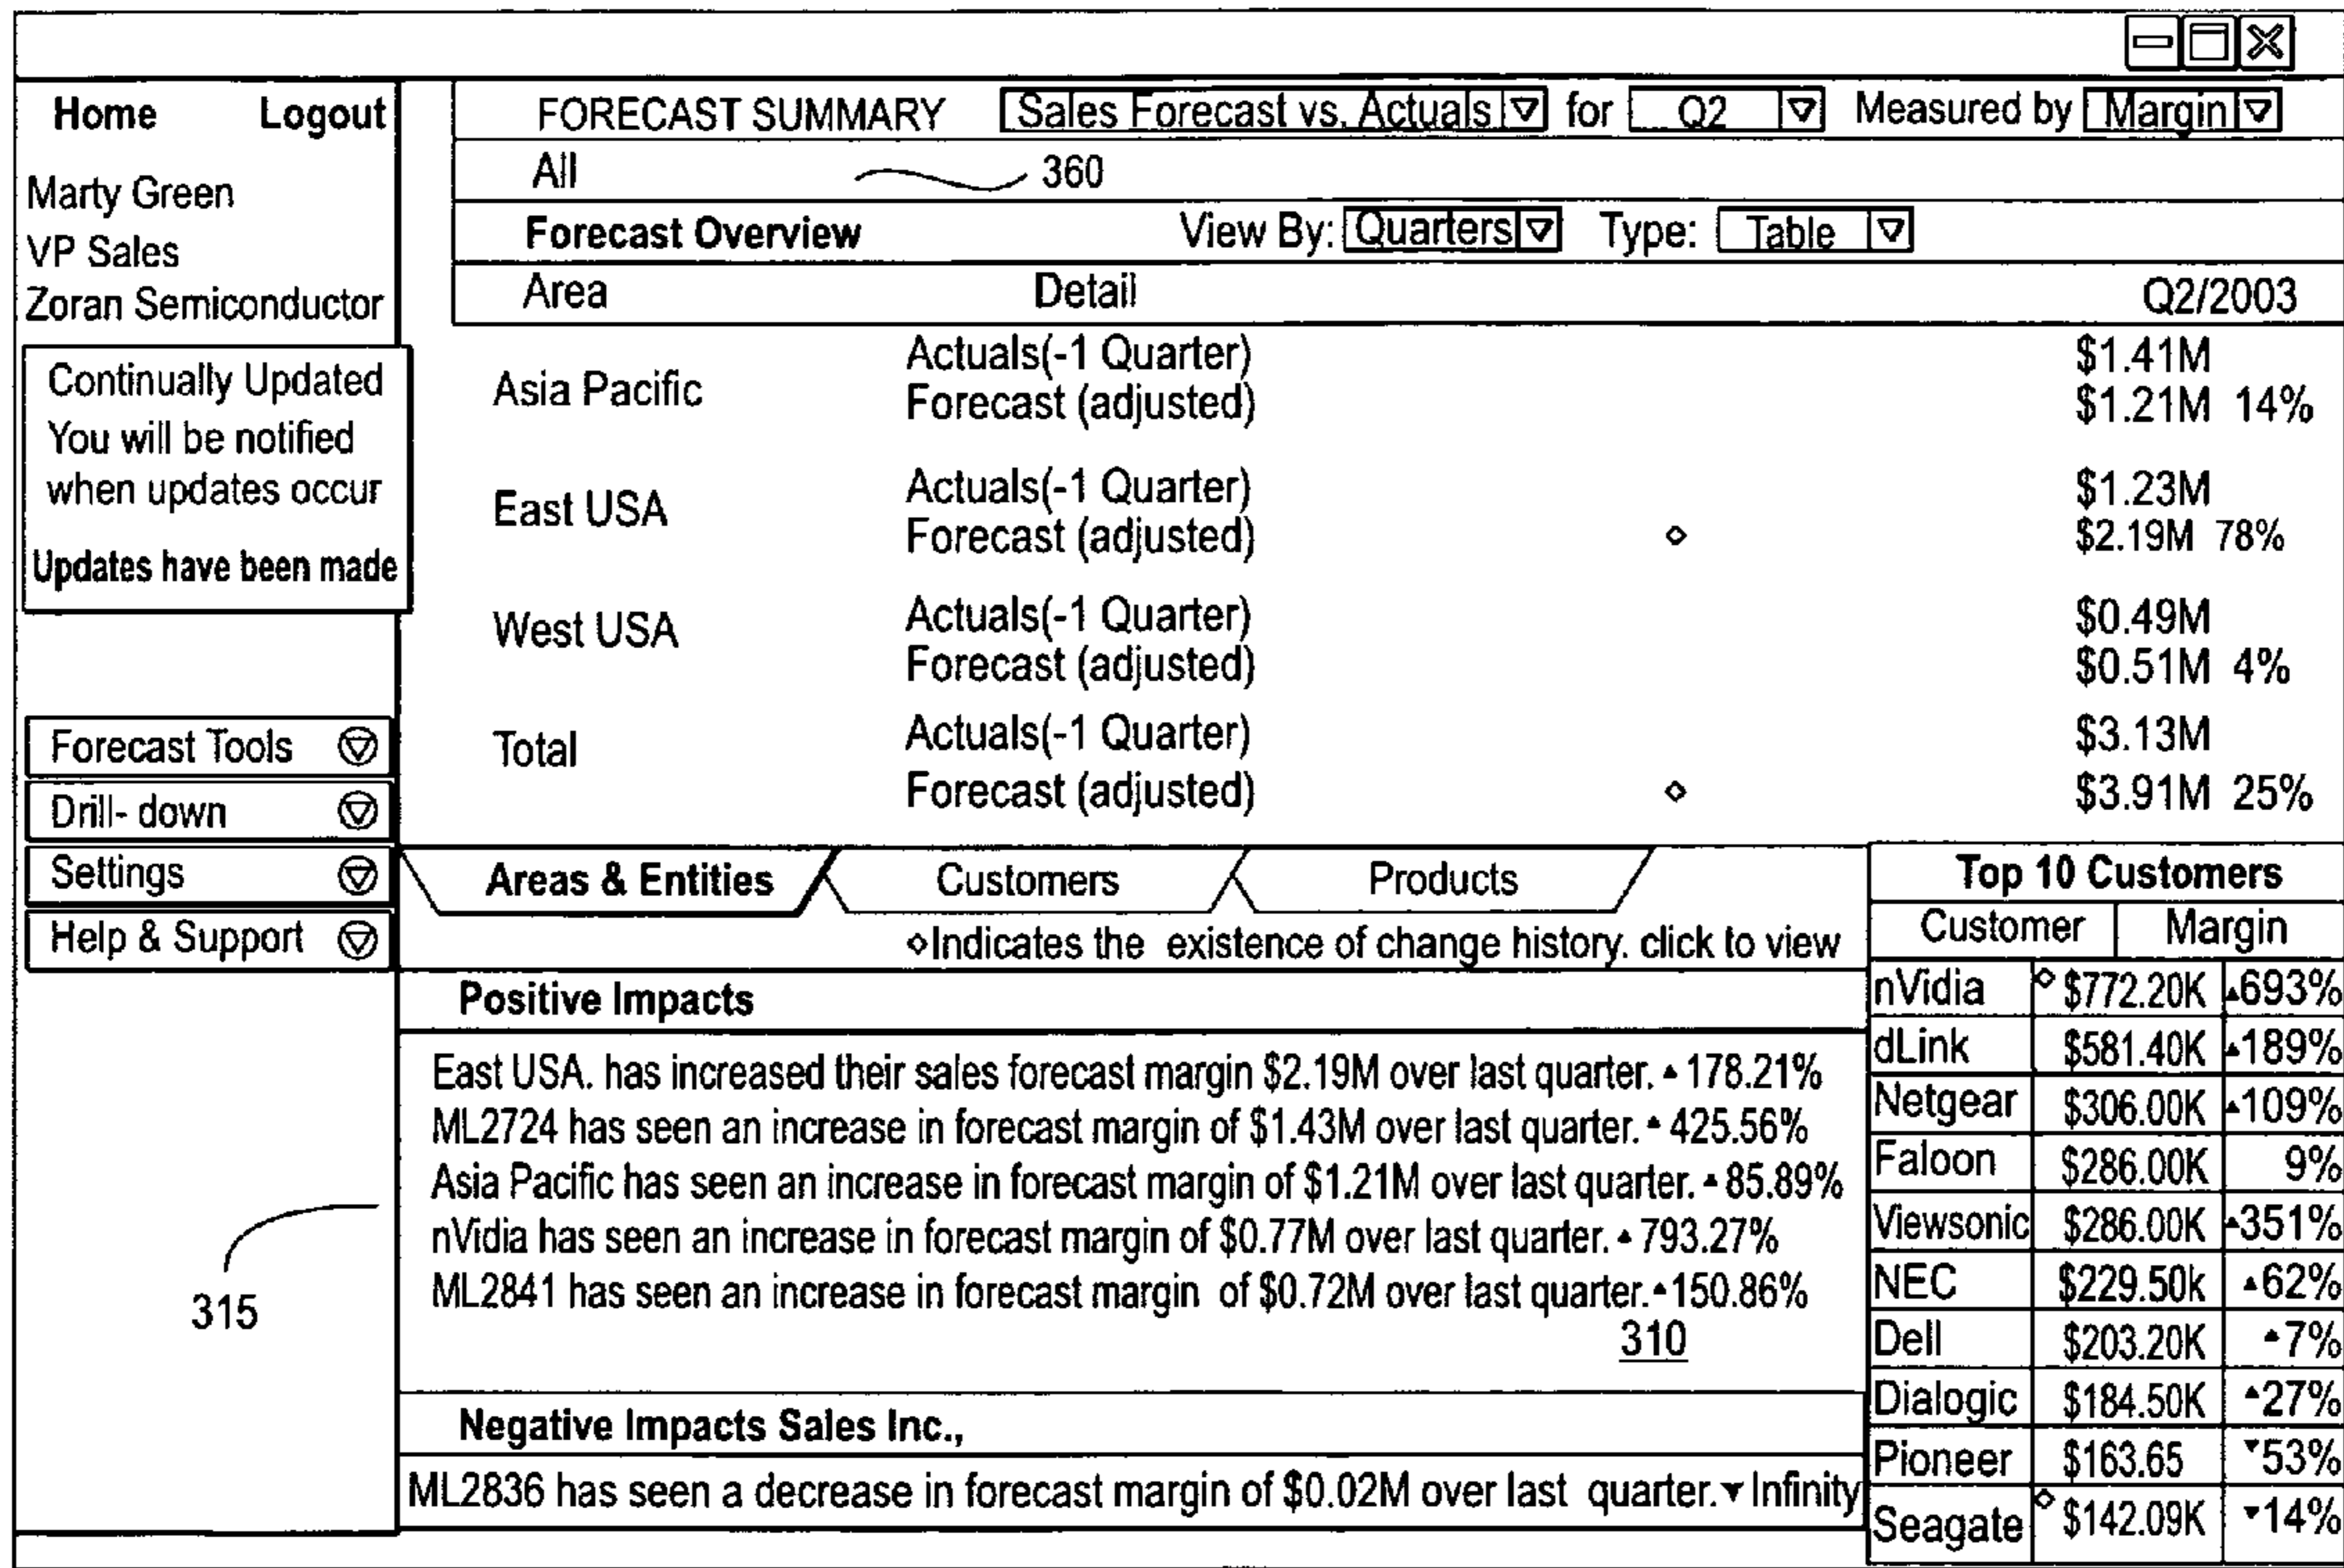 Home Logout
Marty Green
VP Sales
Zoran Semiconductor
Continually Updated
You will be notified
when updates occur
Updates have been made
Forecast Tools
Drill- down
Settings
Help & Support
315
FORECAST SUMMARY Sales Forecast vs. Actuals for Q2 Measured by Margin
All 360
Forecast Overview View By: Quarters Type: Table
Area Detail Q2/2003
Asia Pacific
Actuals(-1 Quarter) $1.41M
Forecast (adjusted) $1.21M 14%
East USA
Actuals(-1 Quarter) $1.23M
Forecast (adjusted) ⋄ $2.19M 78%
West USA
Actuals(-1 Quarter) $0.49M
Forecast (adjusted) $0.51M 4%
Total
Actuals(-1 Quarter) $3.13M
Forecast (adjusted) ⋄ $3.91M 25%
Areas & Entities Customers Products
⋄Indicates the existence of change history. click to view
Positive Impacts
East USA. has increased their sales forecast margin $2.19M over last quarter. ▲ 178.21%
ML2724 has seen an increase in forecast margin of $1.43M over last quarter. ▲ 425.56%
Asia Pacific has seen an increase in forecast margin of $1.21M over last quarter. ▲ 85.89%
nVidia has seen an increase in forecast margin of $0.77M over last quarter. ▲ 793.27%
ML2841 has seen an increase in forecast margin of $0.72M over last quarter. ▲150.86%
310
Negative Impacts Sales Inc.,
ML2836 has seen a decrease in forecast margin of $0.02M over last quarter. ▼ Infinity
Top 10 Customers
Customer Margin
nVidia ⋄ $772.20K ▲693%
dLink $581.40K ▲189%
Netgear $306.00K ▲109%
Faloon $286.00K 9%
Viewsonic $286.00K ▲351%
NEC $229.50k ▲62%
Dell $203.20K ▲7%
Dialogic $184.50K ▲27%
Pioneer $163.65 ▼53%
Seagate ⋄ $142.09K ▼14%